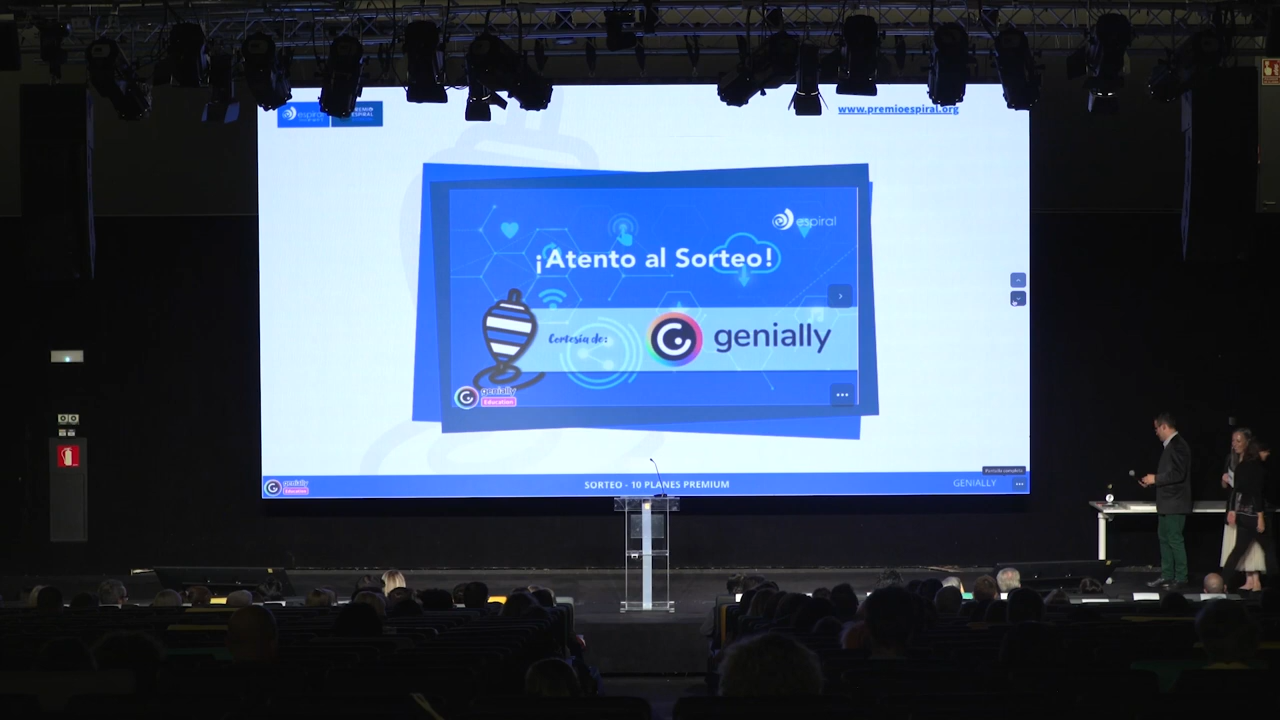 espiral
PREMIO
ESPIRAL
www.premioespiral.org
espiral
¡Atento al Sorteo!
Cortesía de:
genially
genially
Education
genially
Education
SORTEO - 10 PLANES PREMIUM
GENIALLY